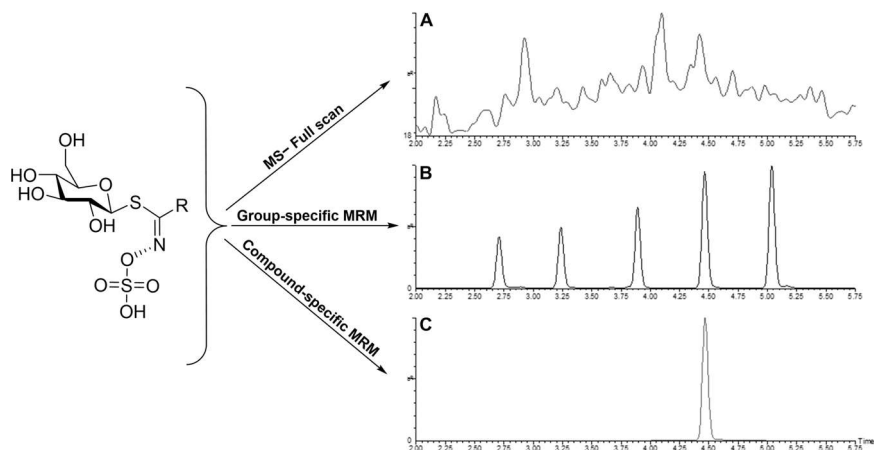 A
%
18
2.00 2.25 2.50 2.75 3.00 3.25 3.50 3.75 4.00 4.25 4.50 4.75 5.00 5.25 5.50 5.75
MS− Full scan
OH
HO
HO
O
S
R
OH
N
O
O=S=O
OH
Group-specific MRM
B
%
0
2.00 2.25 2.50 2.75 3.00 3.25 3.50 3.75 4.00 4.25 4.50 4.75 5.00 5.25 5.50 5.75
Compound-specific MRM
C
%
0
Time
2.00 2.25 2.50 2.75 3.00 3.25 3.50 3.75 4.00 4.25 4.50 4.75 5.00 5.25 5.50 5.75